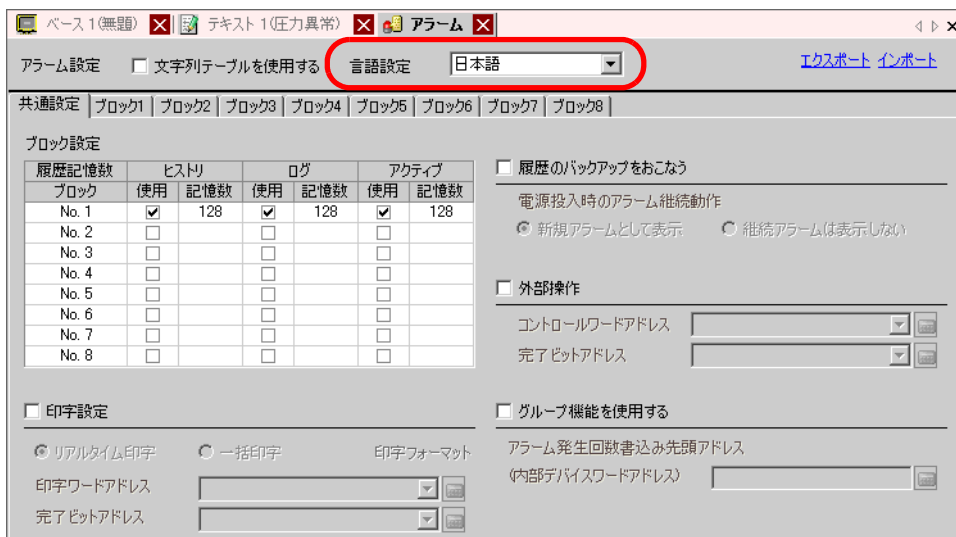 ベース 1(無題) テキスト 1(圧力異常) アラーム
アラーム設定 文字列テーブルを使用する 言語設定 日本語 エクスポート インポート
共通設定 ブロック1 ブロック2 ブロック3 ブロック4 ブロック5 ブロック6 ブロック7 ブロック8
ブロック設定
履歴記憶数 ヒストリ ログ アクティブ
ブロック 使用 記憶数 使用 記憶数 使用 記憶数
No. 1 128 128 128
No. 2
No. 3
No. 4
No. 5
No. 6
No. 7
No. 8
履歴のバックアップをおこなう
電源投入時のアラーム継続動作
新規アラームとして表示 継続アラームは表示しない
外部操作
コントロールワードアドレス
完了ビットアドレス
印字設定
リアルタイム印字 一括印字 印字フォーマット
印字ワードアドレス
完了ビットアドレス
グループ機能を使用する
アラーム発生回数書込み先頭アドレス
(内部デバイスワードアドレス)